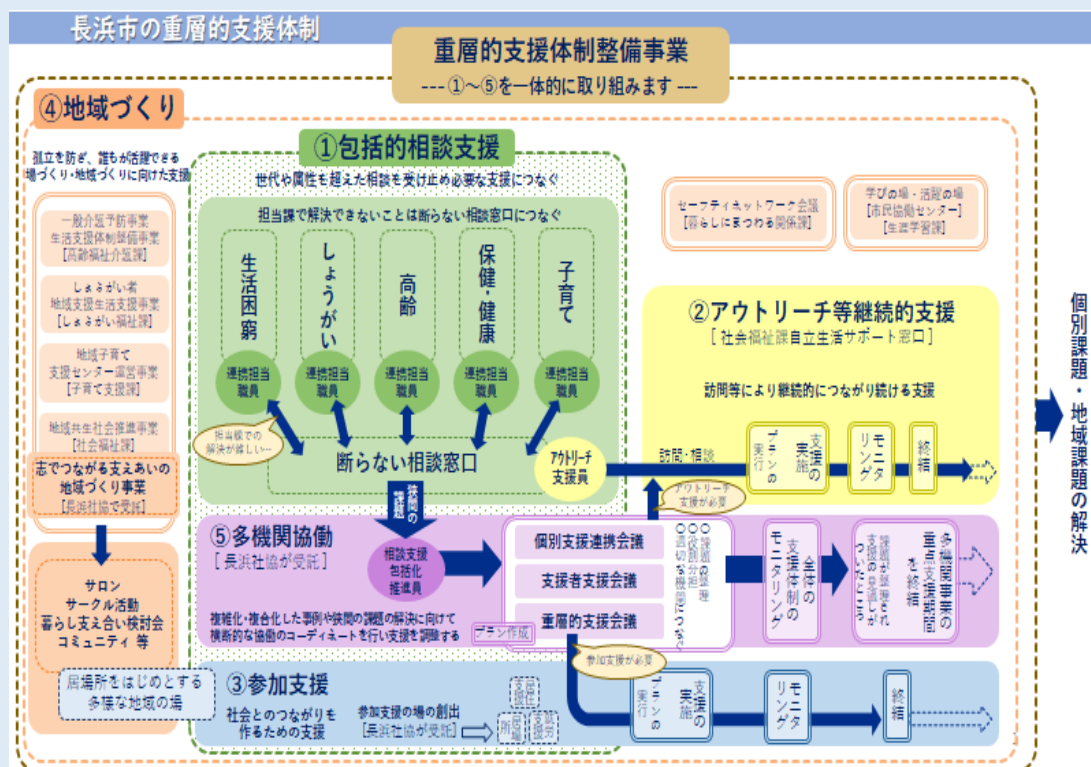 長浜市の重層的支援体制
重層的支援体制整備事業
--- ①～⑤を一体的に取り組みます ---
④地域づくり
孤立を防ぎ、誰もが活躍できる
場づくり・地域づくりに向けた支援
一般介護予防事業
生活支援体制整備事業
[高齢福祉介護課]
しょうがい者
地域支援生活支援事業
[しょうがい福祉課]
地域子育て
支援センター運営事業
[子育て支援課]
地域共生社会推進事業
[社会福祉課]
志でつながる支えあいの
地域づくり事業
[長浜社協で受託]
サロン
サークル活動
暮らし支え合い検討会
コミュニティ 等
居場所をはじめとする
多様な地域の場
①包括的相談支援
世代や属性も超えた相談も受け止め必要な支援につなぐ
担当課で解決できないことは断らない相談窓口につなぐ
生活困窮
しょうがい
高齢
保健・健康
子育て
連携担当
職員
連携担当
職員
連携担当
職員
連携担当
職員
連携担当
職員
担当課での
解決が難しい…
断らない相談窓口
アウトリーチ
支援員
狭間の
課題
セーフティネットワーク会議
[暮らしにまつわる関係課]
学びの場・活躍の場
[市民協働センター]
[生涯学習課]
②アウトリーチ等継続的支援
[社会福祉課自立生活サポート窓口]
訪問等により継続的につながり続ける支援
訪問・相談
支援の実施
プランの実行
モニタリング
終結
アウトリーチ
支援が必要
⑤多機関協働
[長浜社協が受託]
相談支援
包括化
推進員
複雑化・複合化した事例や狭間の課題の解決に向けて
横断的な協働のコーディネートを行い支援を調整する
プラン作成
個別支援連携会議
支援者支援会議
重層的支援会議
〇課題の整理
〇役割分担
〇適切な機関につなぐ
全体の
支援体制の
モニタリング
多機関事業の
重点支援期間
を終結
課題が整理され
支援の見通しが
ついたところ
参加支援が必要
③参加支援
社会とのつながりを
作るための支援
参加支援の場の創出
[長浜社協が受託]
居住支援
居場所
就労支援
支援の実施
プランの実行
モニタリング
終結
個別課題・地域課題の解決